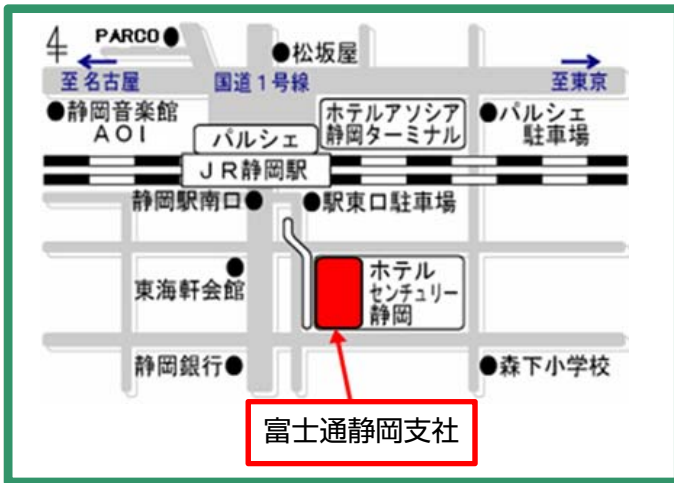 PARCO●
●松坂屋
至名古屋
国道1号線
至東京
●静岡音楽館
AOI
パルシェ
ホテルアソシア
静岡ターミナル
●パルシェ
駐車場
JR静岡駅
静岡駅南口●
●駅東口駐車場
東海軒会館
ホテル
センチュリー
静岡
静岡銀行●
●森下小学校
富士通静岡支社